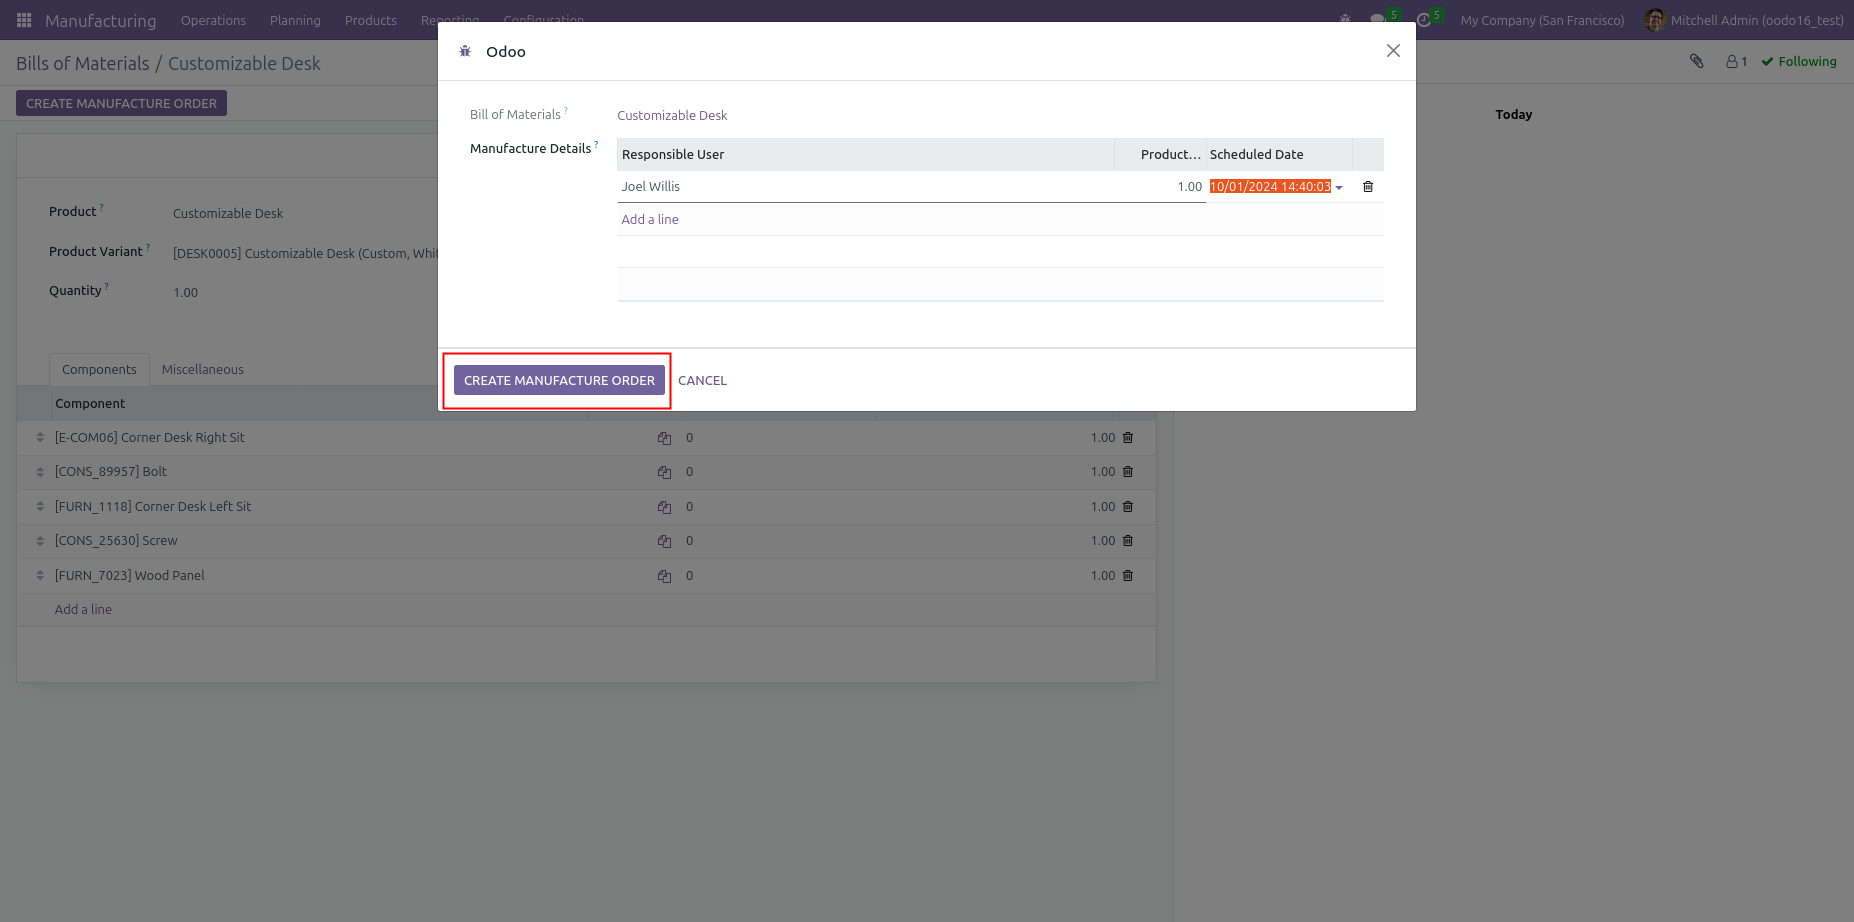 Manufacturing Operations Planning Products Reporting Configuration 5 5 My Company (San Francisco) Mitchell Admin (oodo16_test)
Odoo
Bills of Materials / Customizable Desk
1 Following
CREATE MANUFACTURE ORDER
Today
Bill of Materials ? Customizable Desk
Manufacture Details ?
Responsible User Product... Scheduled Date
Joel Willis 1.00 10/01/2024 14:40:03
Add a line
CREATE MANUFACTURE ORDER CANCEL
Product ? Customizable Desk
Product Variant ? [DESK0005] Customizable Desk (Custom, Whit
Quantity ? 1.00
Components Miscellaneous
Component
[E-COM06] Corner Desk Right Sit 0 1.00
[CONS_89957] Bolt 0 1.00
[FURN_1118] Corner Desk Left Sit 0 1.00
[CONS_25630] Screw 0 1.00
[FURN_7023] Wood Panel 0 1.00
Add a line